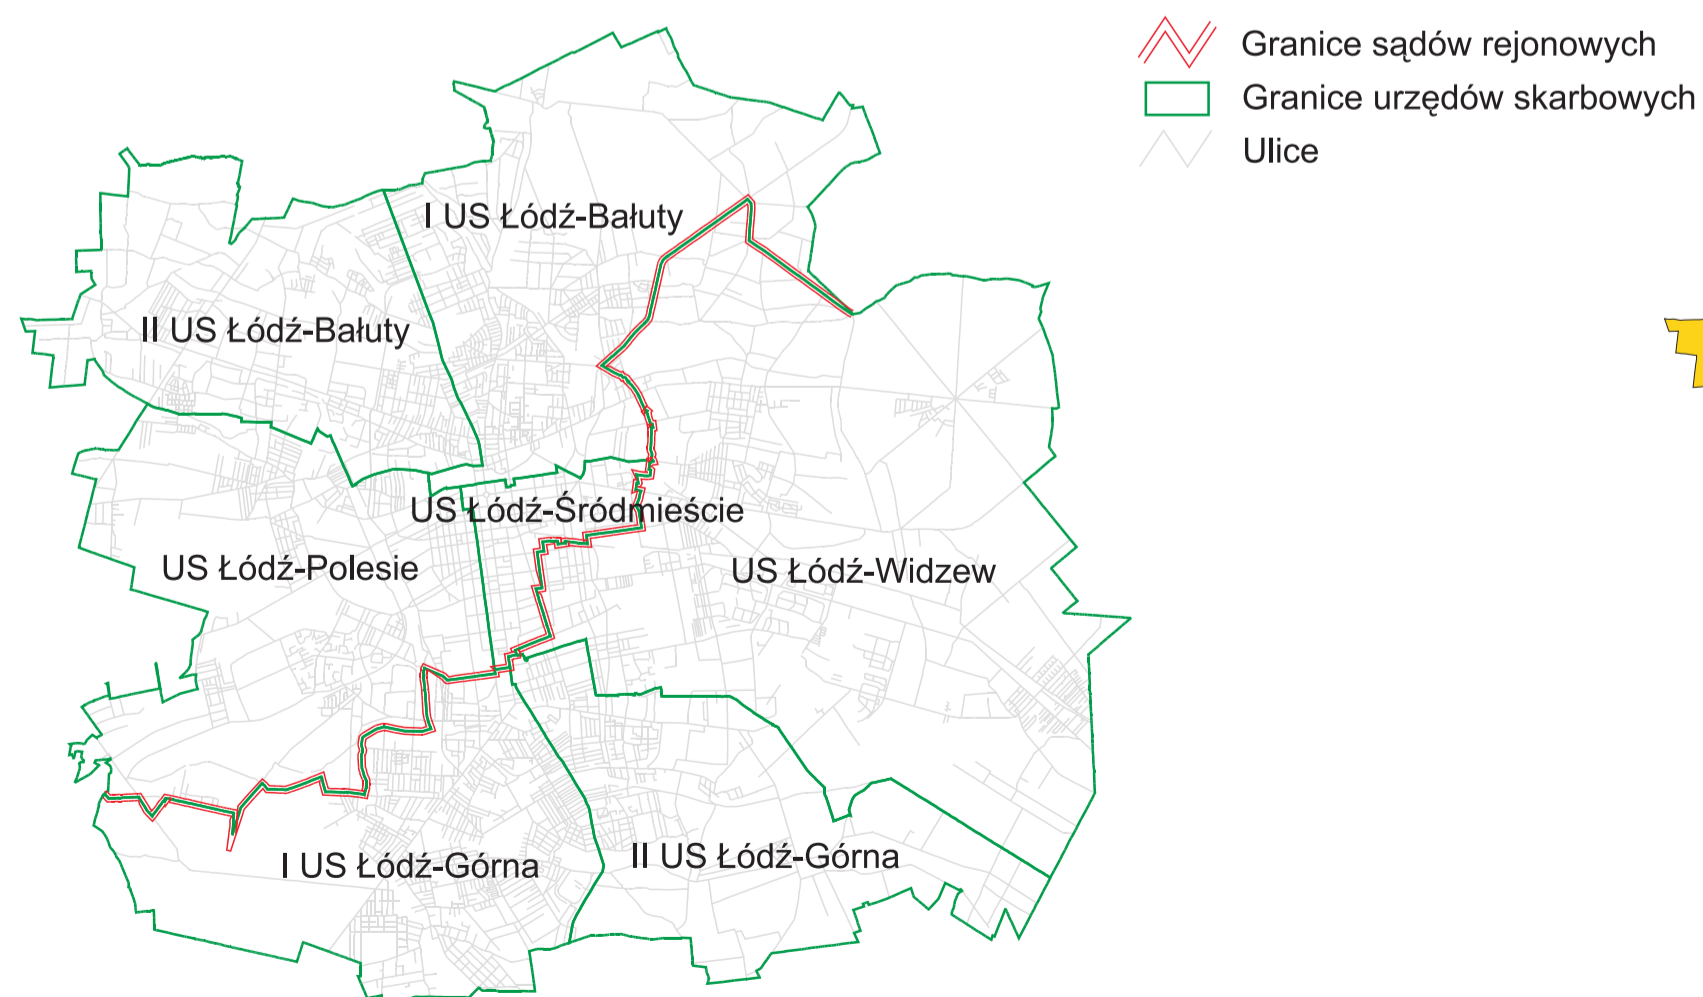 Granice sądów rejonowych
Granice urzędów skarbowych
Ulice
I US Łódź-Bałuty
II US Łódź-Bałuty
US Łódź-Śródmieście
US Łódź-Polesie
US Łódź-Widzew
I US Łódź-Górna
II US Łódź-Górna